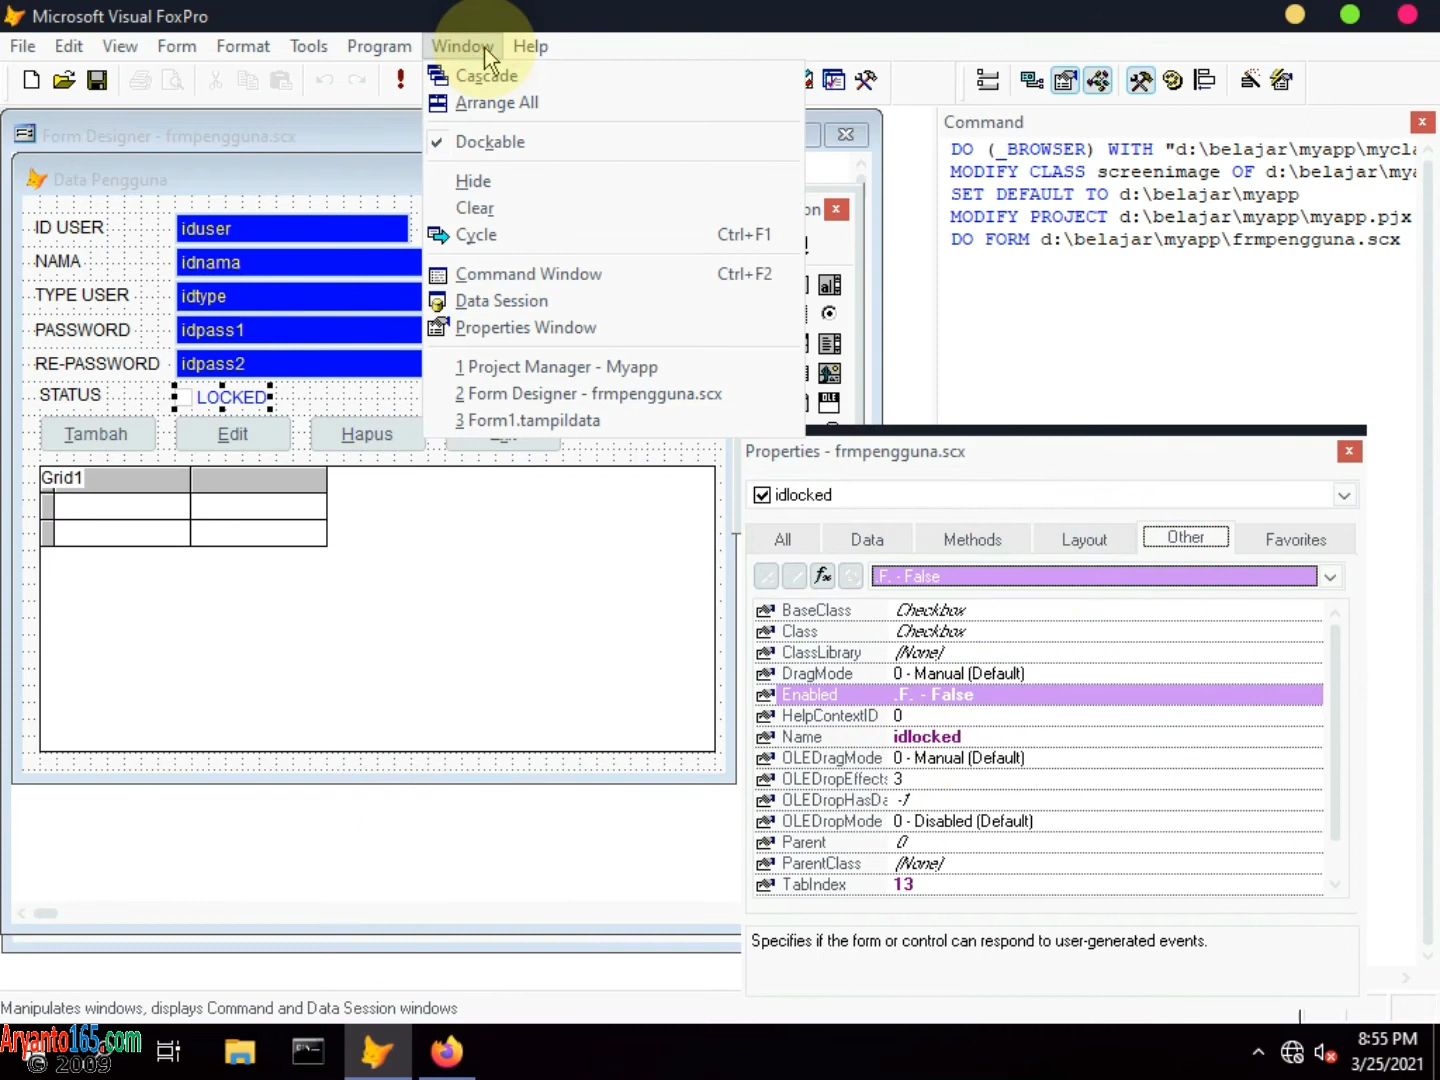 Microsoft Visual FoxPro
File Edit View Form Format Tools Program Window Help
Cascade
Arrange All
Dockable
Hide
Clear
Cycle Ctrl+F1
Command Window Ctrl+F2
Data Session
Properties Window
1 Project Manager - Myapp
2 Form Designer - frmpengguna.scx
3 Form1.tampildata
Form Designer - frmpengguna.scx
Data Pengguna
ID USER iduser
NAMA idnama
TYPE USER idtype
PASSWORD idpass1
RE-PASSWORD idpass2
STATUS LOCKED
Tambah Edit Hapus
Grid1
on
Command
DO (_BROWSER) WITH "d:\belajar\myapp\mycla
MODIFY CLASS screenimage OF d:\belajar\mya
SET DEFAULT TO d:\belajar\myapp
MODIFY PROJECT d:\belajar\myapp\myapp.pjx
DO FORM d:\belajar\myapp\frmpengguna.scx
Properties - frmpengguna.scx
idlocked
All Data Methods Layout Other Favorites
fx .F. - False
BaseClass Checkbox
Class Checkbox
ClassLibrary (None)
DragMode 0 - Manual (Default)
Enabled .F. - False
HelpContextID 0
Name idlocked
OLEDragMode 0 - Manual (Default)
OLEDropEffects 3
OLEDropHasDa -1
OLEDropMode 0 - Disabled (Default)
Parent 0
ParentClass (None)
TabIndex 13
Specifies if the form or control can respond to user-generated events.
Manipulates windows, displays Command and Data Session windows
Aryanto165.com
© 2009
8:55 PM
3/25/2021